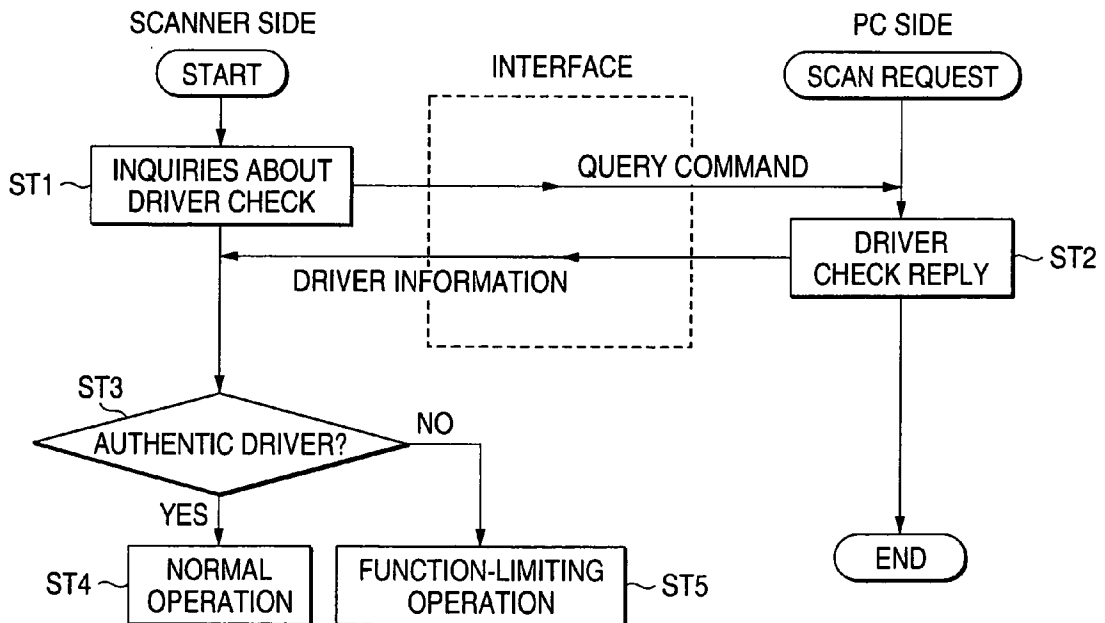 SCANNER SIDE
PC SIDE
START
INTERFACE
SCAN REQUEST
ST1
INQUIRIES ABOUT
DRIVER CHECK
QUERY COMMAND
DRIVER INFORMATION
DRIVER
CHECK REPLY
ST2
ST3
AUTHENTIC DRIVER?
NO
YES
ST4
NORMAL
OPERATION
FUNCTION-LIMITING
OPERATION
ST5
END